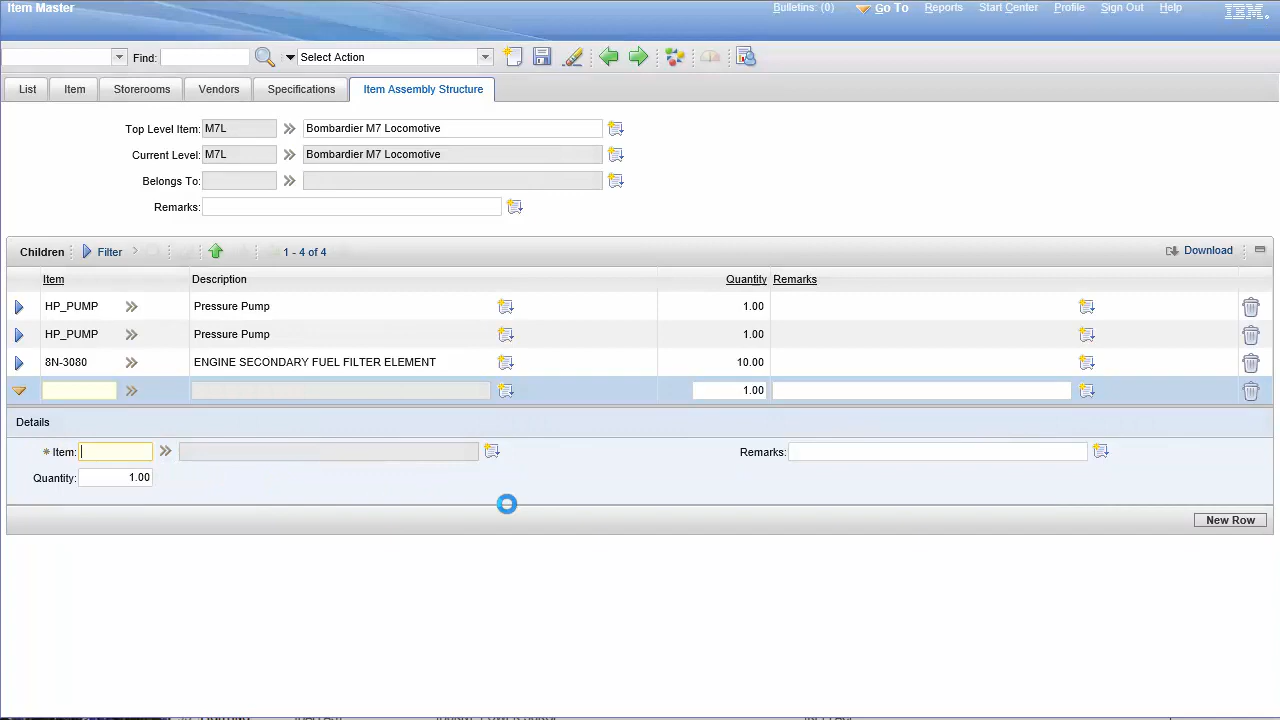 Item Master
Bulletins: (0) Go To Reports Start Center Profile Sign Out Help IBM.
Find: Select Action
List Item Storerooms Vendors Specifications Item Assembly Structure
Top Level Item: M7L Bombardier M7 Locomotive
Current Level: M7L Bombardier M7 Locomotive
Belongs To:
Remarks:
Children Filter 1 - 4 of 4 Download
Item Description Quantity Remarks
HP_PUMP Pressure Pump 1.00
HP_PUMP Pressure Pump 1.00
8N-3080 ENGINE SECONDARY FUEL FILTER ELEMENT 10.00
1.00
Details
Item: Remarks:
Quantity: 1.00
New Row